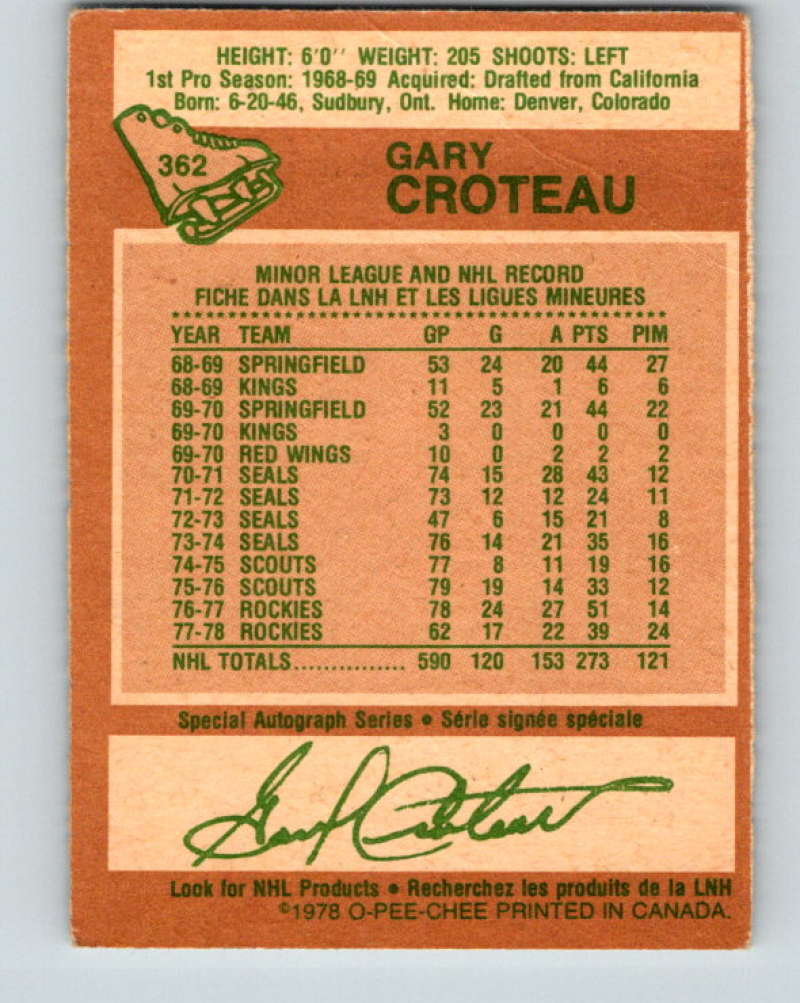 HEIGHT: 6'0'' WEIGHT: 205 SHOOTS: LEFT
1st Pro Season: 1968-69 Acquired: Drafted from California
Born: 6-20-46, Sudbury, Ont. Home: Denver, Colorado
362
GARY
CROTEAU
MINOR LEAGUE AND NHL RECORD
FICHE DANS LA LNH ET LES LIGUES MINEURES
YEAR TEAM GP G A PTS PIM
68-69 SPRINGFIELD 53 24 20 44 27
68-69 KINGS 11 5 1 6 6
69-70 SPRINGFIELD 52 23 21 44 22
69-70 KINGS 3 0 0 0 0
69-70 RED WINGS 10 0 2 2 2
70-71 SEALS 74 15 28 43 12
71-72 SEALS 73 12 12 24 11
72-73 SEALS 47 6 15 21 8
73-74 SEALS 76 14 21 35 16
74-75 SCOUTS 77 8 11 19 16
75-76 SCOUTS 79 19 14 33 12
76-77 ROCKIES 78 24 27 51 14
77-78 ROCKIES 62 17 22 39 24
NHL TOTALS................ 590 120 153 273 121
Special Autograph Series • Série signée spéciale
Gary Croteau
Look for NHL Products • Recherchez les produits de la LNH
©1978 O-PEE-CHEE PRINTED IN CANADA.